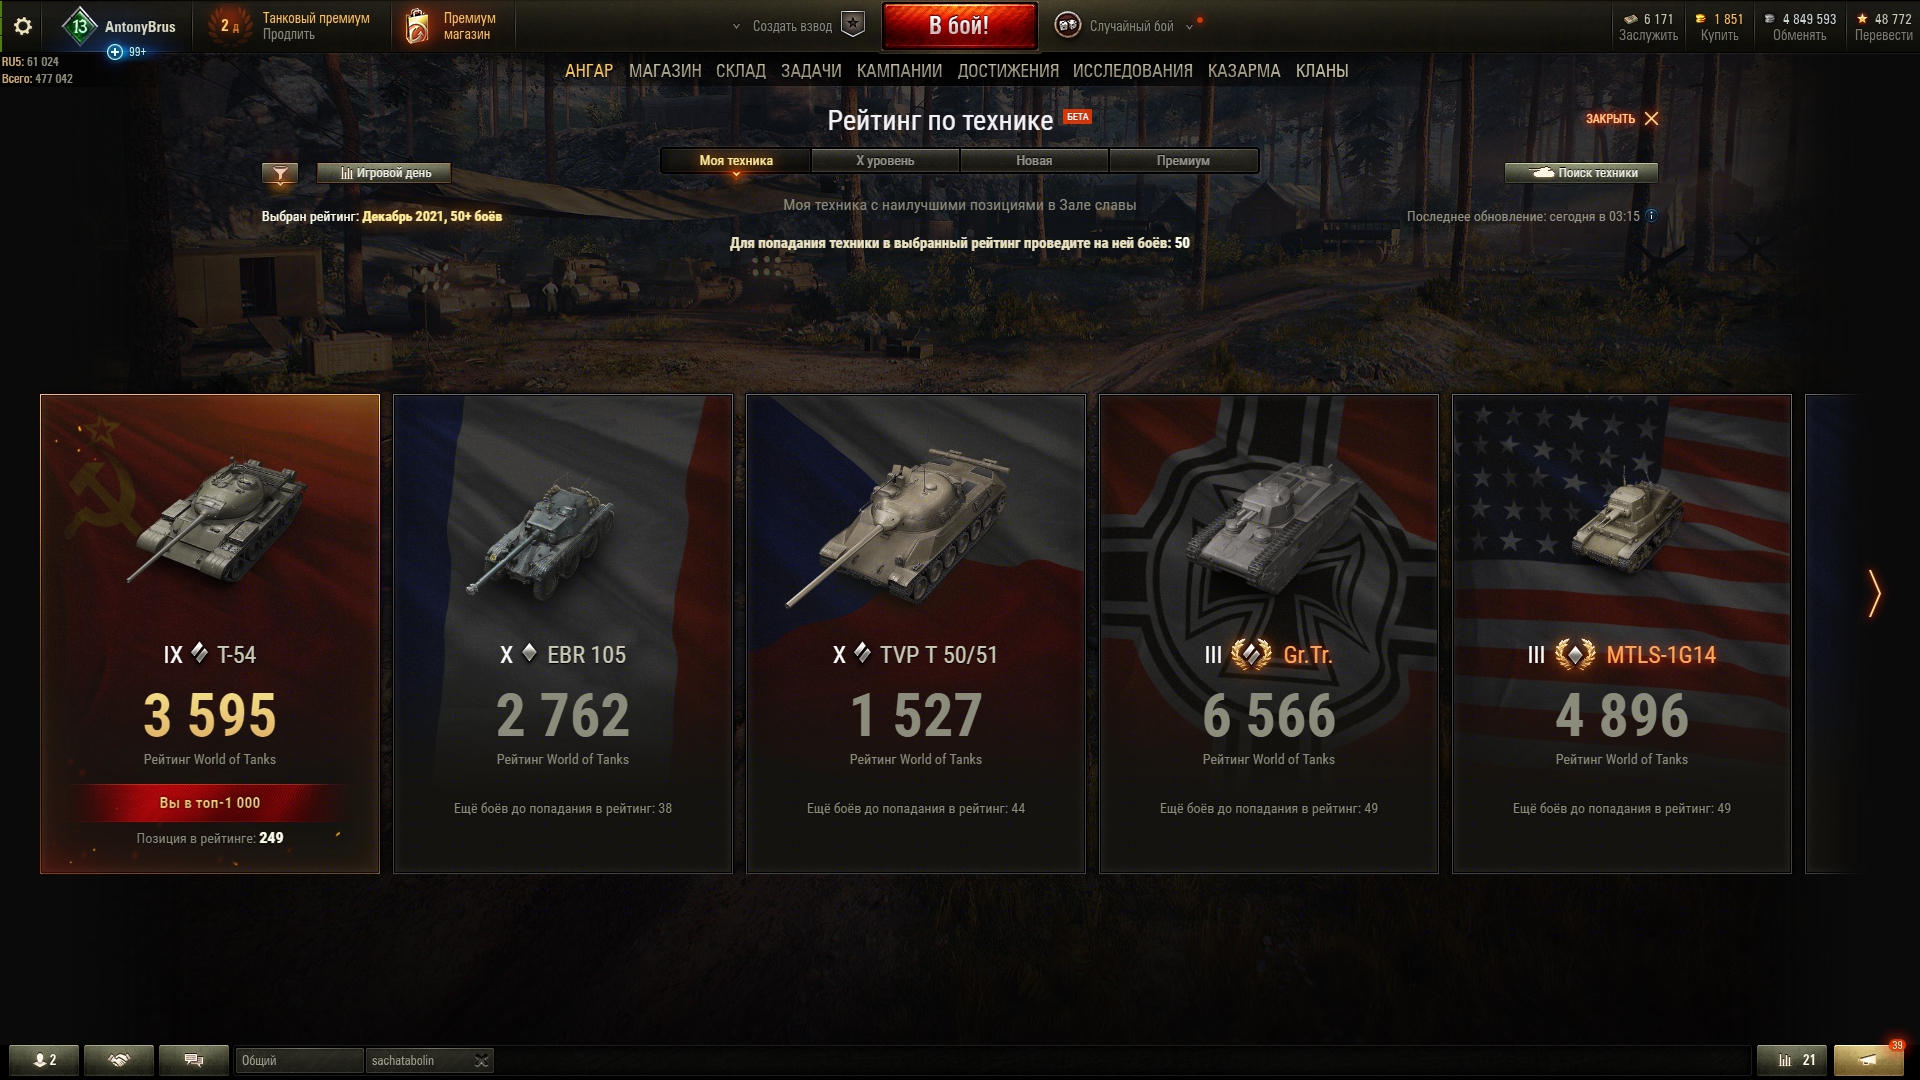 13 AntonyBrus
99+
2 д
Танковый премиум
Продлить
Премиум
магазин
Создать взвод
В бой!
Случайный бой
6 171
Заслужить
1 851
Купить
4 849 593
Обменять
48 772
Перевести
RU5: 61 024
Всего: 477 042
АНГАР МАГАЗИН СКЛАД ЗАДАЧИ КАМПАНИИ ДОСТИЖЕНИЯ ИССЛЕДОВАНИЯ КАЗАРМА КЛАНЫ
Рейтинг по технике БЕТА
ЗАКРЫТЬ
Моя техника X уровень Новая Премиум
Игровой день
Поиск техники
Моя техника с наилучшими позициями в Зале славы
Выбран рейтинг: Декабрь 2021, 50+ боёв
Последнее обновление: сегодня в 03:15
Для попадания техники в выбранный рейтинг проведите на ней боёв: 50
IX Т-54
3 595
Рейтинг World of Tanks
Вы в топ-1 000
Позиция в рейтинге: 249
X EBR 105
2 762
Рейтинг World of Tanks
Ещё боёв до попадания в рейтинг: 38
X TVP T 50/51
1 527
Рейтинг World of Tanks
Ещё боёв до попадания в рейтинг: 44
III Gr.Tr.
6 566
Рейтинг World of Tanks
Ещё боёв до попадания в рейтинг: 49
III MTLS-1G14
4 896
Рейтинг World of Tanks
Ещё боёв до попадания в рейтинг: 49
2
Общий
sachatabolin
21
39